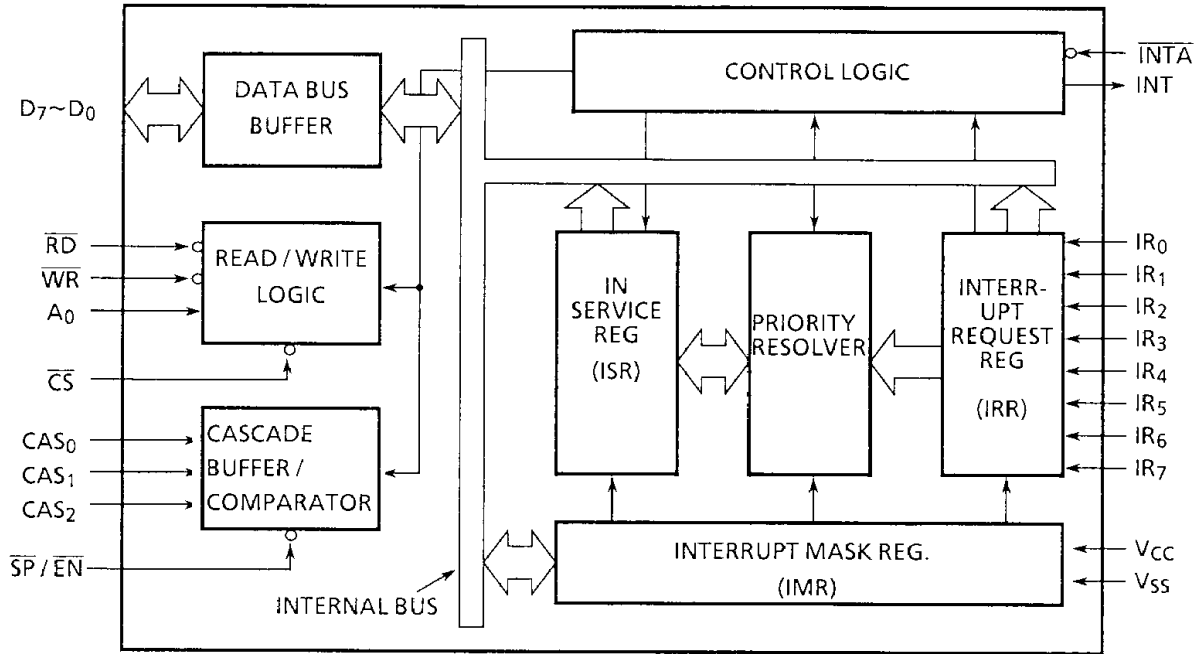 D7~D0
DATA BUS
BUFFER
CONTROL LOGIC
INTA
INT
RD
WR
A0
READ / WRITE
LOGIC
CS
CAS0
CAS1
CAS2
CASCADE
BUFFER /
COMPARATOR
SP / EN
INTERNAL BUS
IN
SERVICE
REG
(ISR)
PRIORITY
RESOLVER
INTERR-
UPT
REQUEST
REG
(IRR)
IR0
IR1
IR2
IR3
IR4
IR5
IR6
IR7
INTERRUPT MASK REG.
(IMR)
VCC
VSS